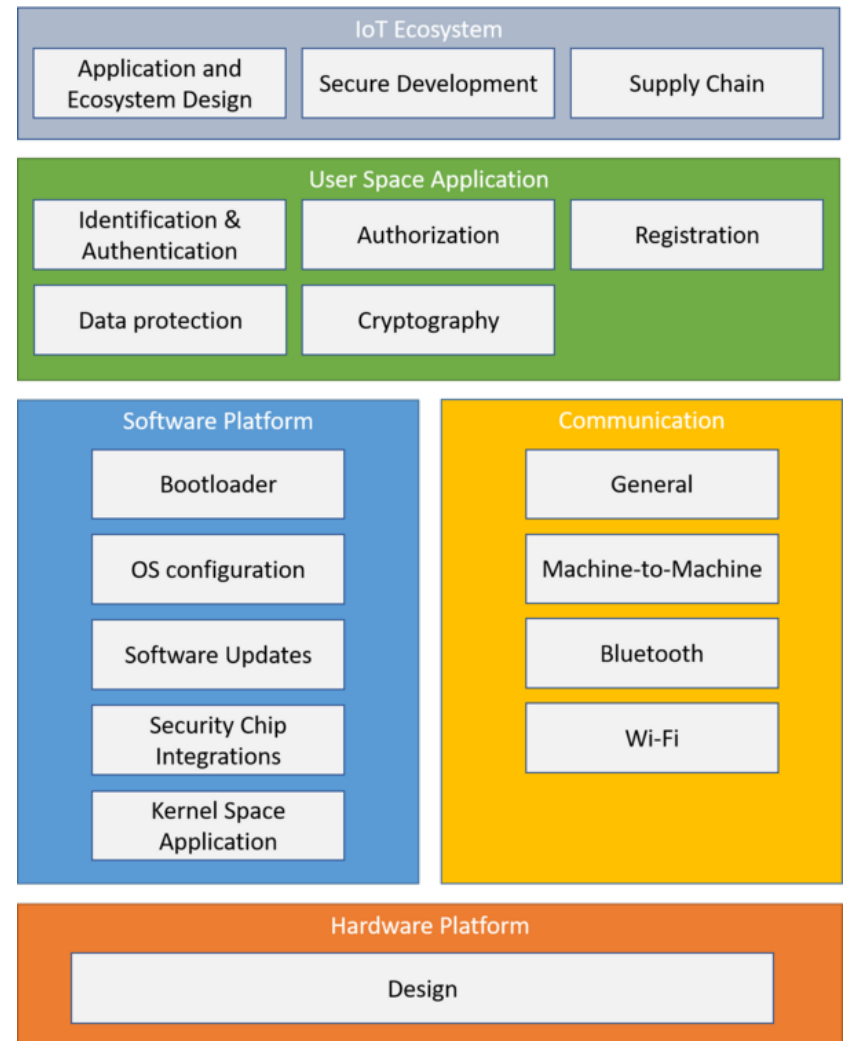 IoT Ecosystem
Application and
Ecosystem Design
Secure Development
Supply Chain
User Space Application
Identification &
Authentication
Authorization
Registration
Data protection
Cryptography
Software Platform
Bootloader
OS configuration
Software Updates
Security Chip
Integrations
Kernel Space
Application
Communication
General
Machine-to-Machine
Bluetooth
Wi-Fi
Hardware Platform
Design